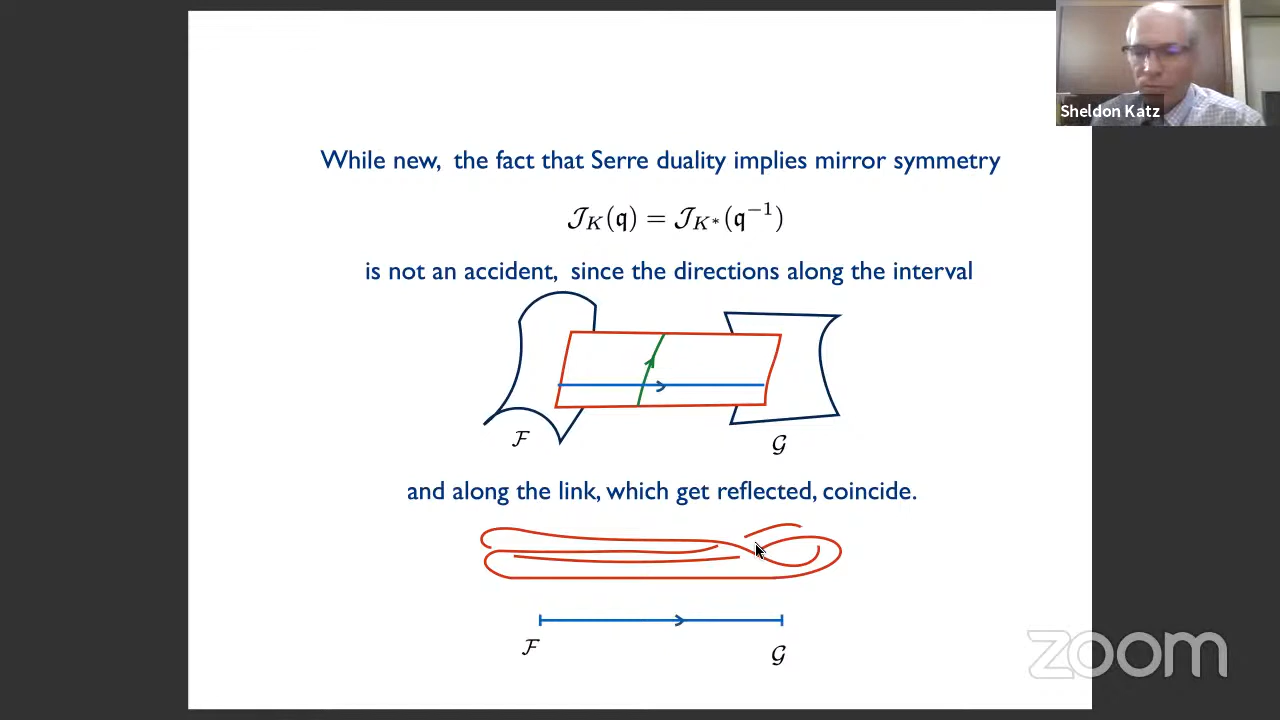 Sheldon Katz
While new, the fact that Serre duality implies mirror symmetry
𝒥_K(𝔮) = 𝒥_{K*}(𝔮^{-1})
is not an accident, since the directions along the interval
ℱ
𝒢
and along the link, which get reflected, coincide.
ℱ
𝒢
zoom